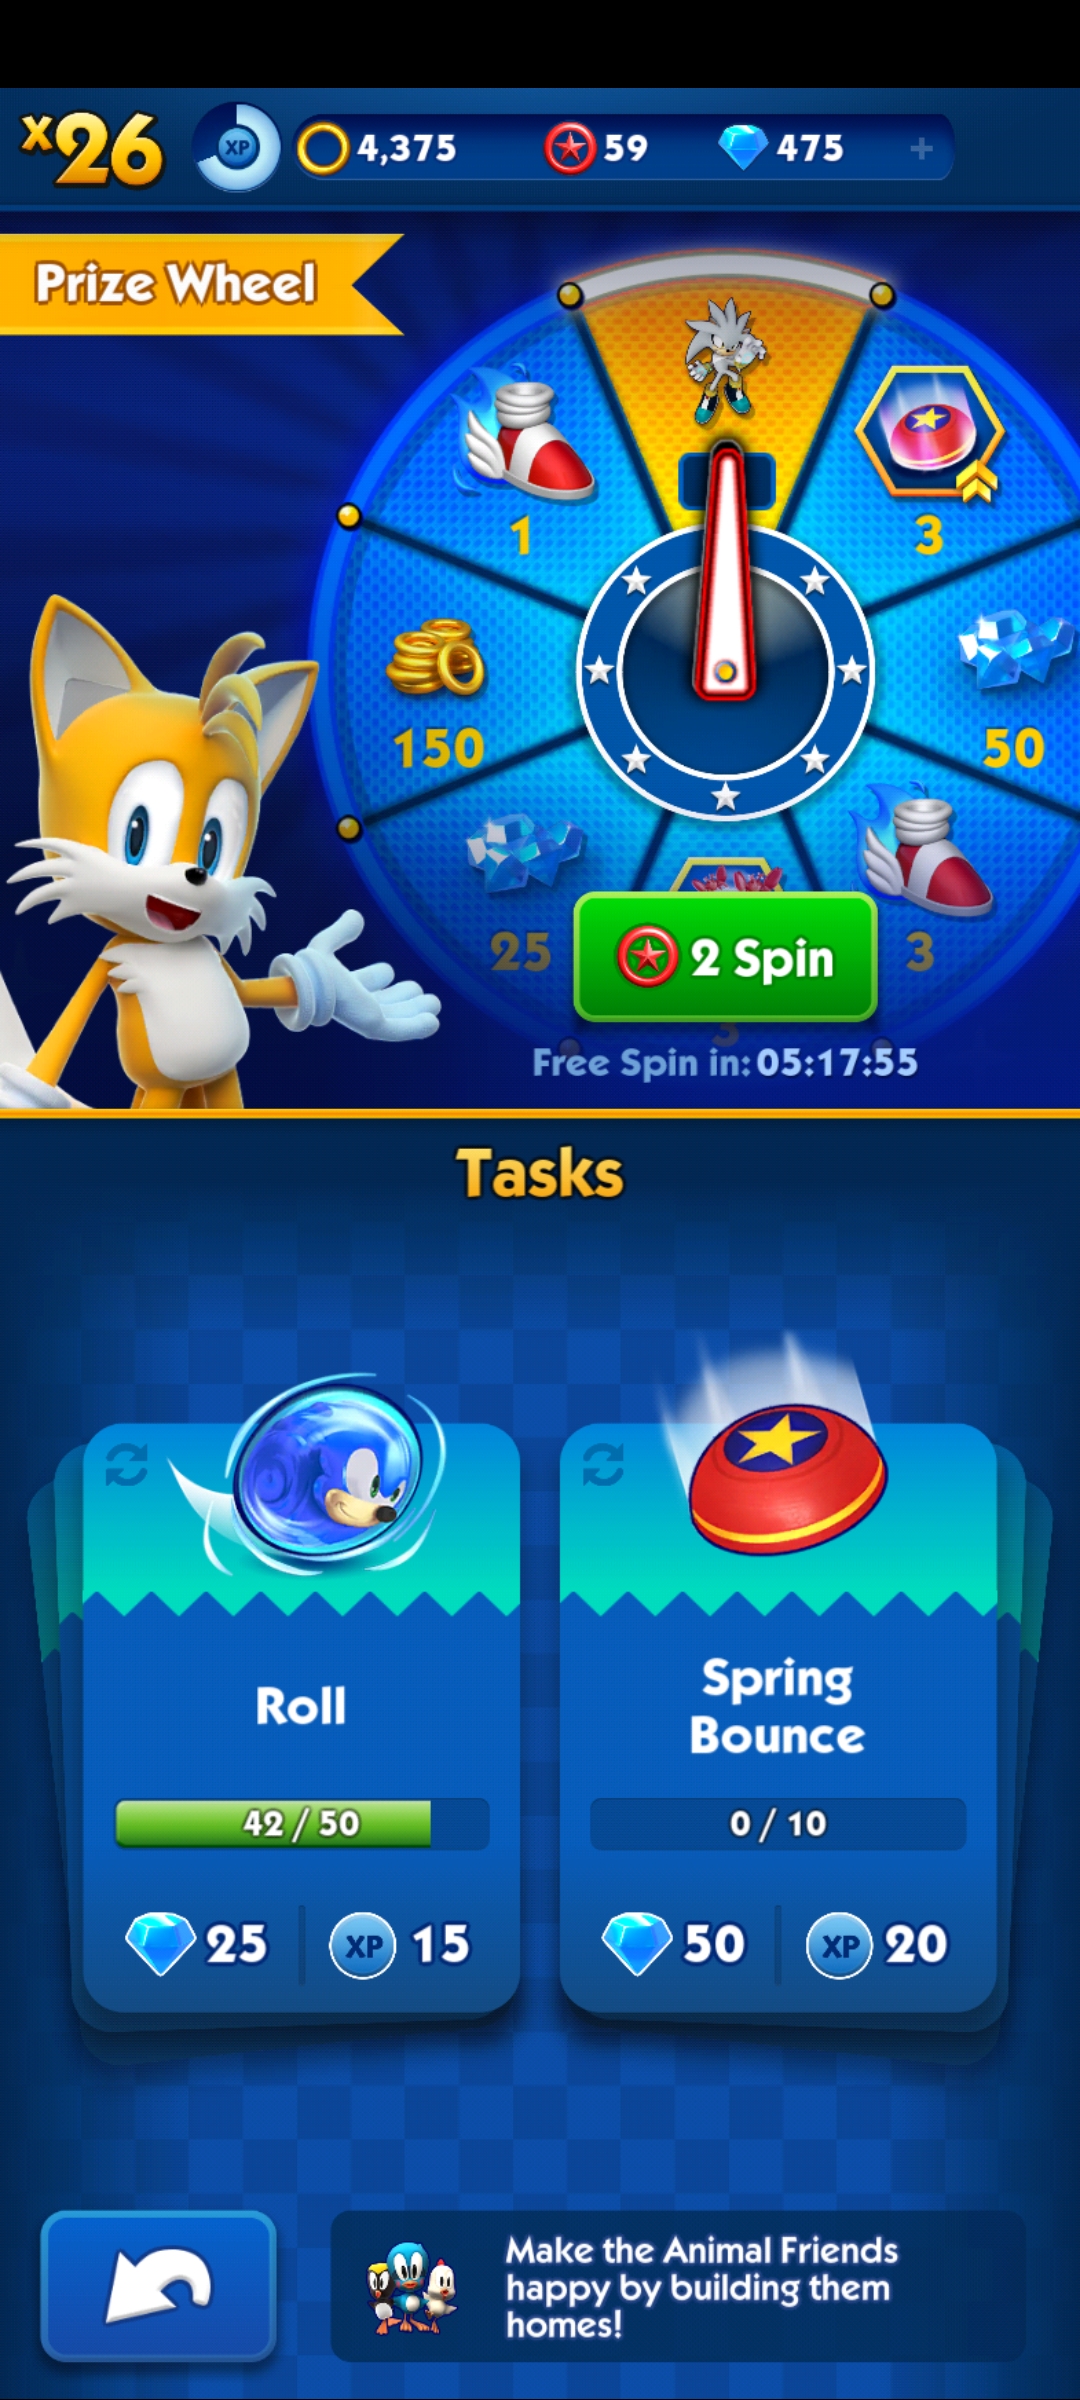 x26
XP
4,375
59
475
+
Prize Wheel
1
3
150
50
25
2 Spin
3
3
Free Spin in: 05:17:55
Tasks
Roll
Spring
Bounce
42 / 50
0 / 10
25
XP 15
50
XP 20
Make the Animal Friends
happy by building them
homes!